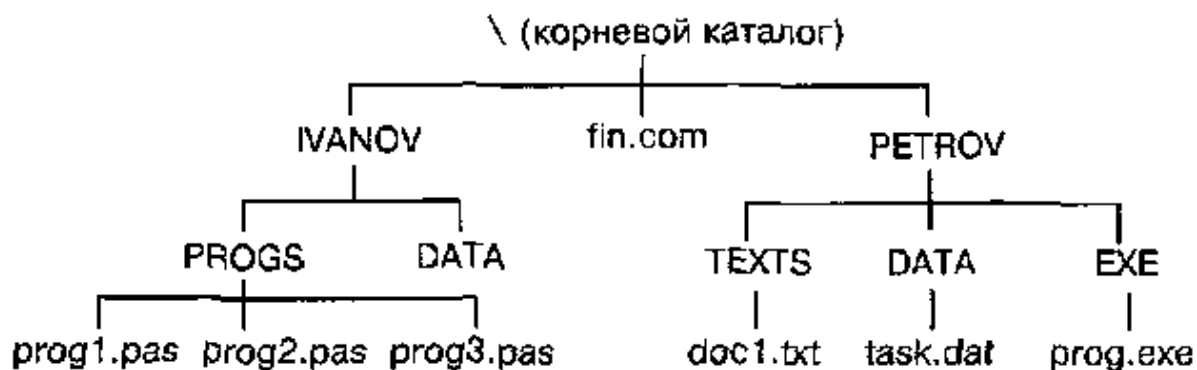 \ (корневой каталог)
IVANOV fin.com PETROV
PROGS DATA TEXTS DATA EXE
prog1.pas prog2.pas prog3.pas doc1.txt task.dat prog.exe